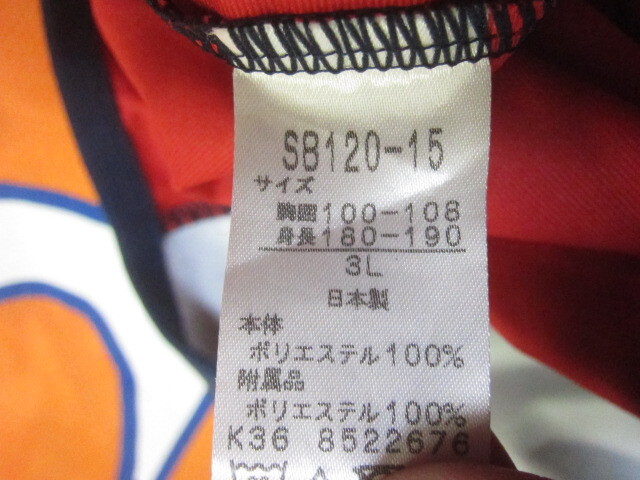 SB120-15
サイズ
胸囲100-108
身長180-190
3L
日本製
本体
ポリエステル100%
附属品
ポリエステル100%
K36 8522676